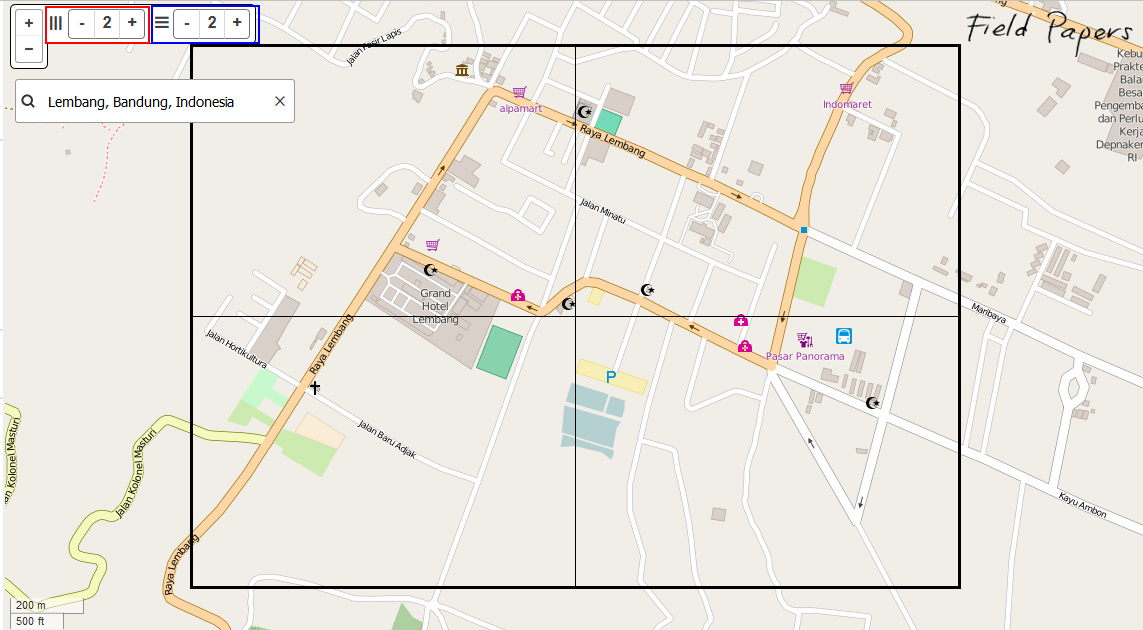 +
-
- 2 +
- 2 +
Lembang, Bandung, Indonesia
×
Field Papers
Jalan Pasir Lapis
alpamart
Indomaret
Raya Lembang
Jalan Minatu
Grand
Hotel
Lembang
Raya Lembang
Jalan Hortikultura
Jalan Baru Adjak
Pasar Panorama
P
Maribaya
Kayu Ambon
Jalan Kolonel Masturi
Kolonel Masturi
Raya Lembang
Balai
Besa
Pengemba
dan Perlu
Kerja
Depnaker
RI
Kebu
Prakte
200 m
500 ft